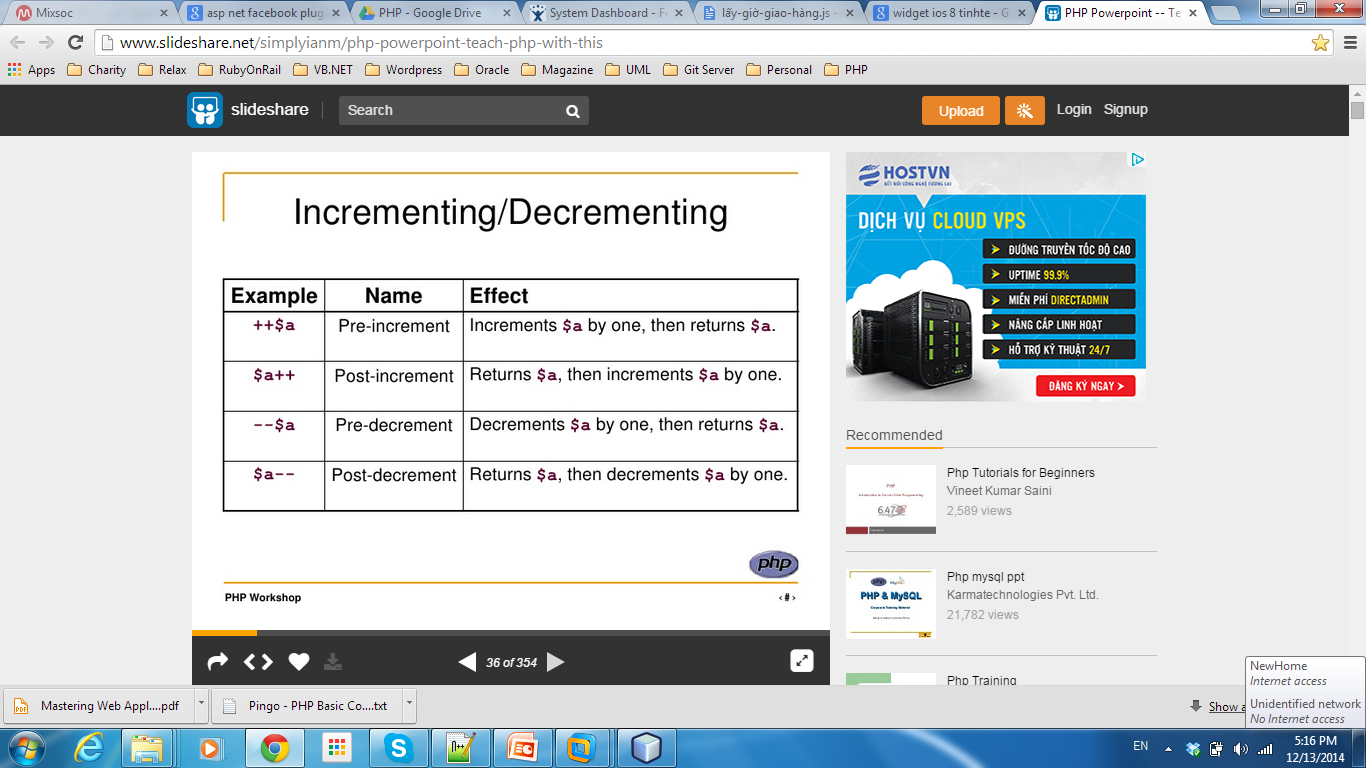 Mixsoc
asp net facebook plug
PHP - Google Drive
System Dashboard - F
lấy-giờ-giao-hàng.js -
widget ios 8 tinhte - G
PHP Powerpoint -- Te
www.slideshare.net/simplyianm/php-powerpoint-teach-php-with-this
Apps Charity Relax RubyOnRail VB.NET Wordpress Oracle Magazine UML Git Server Personal PHP
slideshare
Search
Upload
Login Signup
Incrementing/Decrementing
Example Name Effect
++$a Pre-increment Increments $a by one, then returns $a.
$a++ Post-increment Returns $a, then increments $a by one.
--$a Pre-decrement Decrements $a by one, then returns $a.
$a-- Post-decrement Returns $a, then decrements $a by one.
php
PHP Workshop
‹#›
36 of 354
HOSTVN
KẾT NỐI CÔNG NGHỆ TƯƠNG LAI
DỊCH VỤ CLOUD VPS
ĐƯỜNG TRUYỀN TỐC ĐỘ CAO
UPTIME 99.9%
MIỄN PHÍ DIRECTADMIN
NÂNG CẤP LINH HOẠT
HỖ TRỢ KỸ THUẬT 24/7
ĐĂNG KÝ NGAY
Recommended
Php Tutorials for Beginners
Vineet Kumar Saini
2,589 views
PHP & MySQL
Php mysql ppt
Karmatechnologies Pvt. Ltd.
21,782 views
Php Training
NewHome
Internet access
Unidentified network
No Internet access
Mastering Web Appl....pdf
Pingo - PHP Basic Co....txt
Show a
EN
5:16 PM
12/13/2014